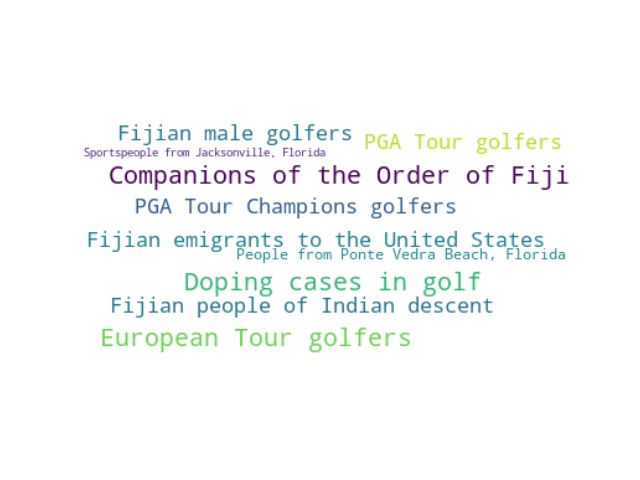 Fijian male golfers
PGA Tour golfers
Sportspeople from Jacksonville, Florida
Companions of the Order of Fiji
PGA Tour Champions golfers
Fijian emigrants to the United States
People from Ponte Vedra Beach, Florida
Doping cases in golf
Fijian people of Indian descent
European Tour golfers